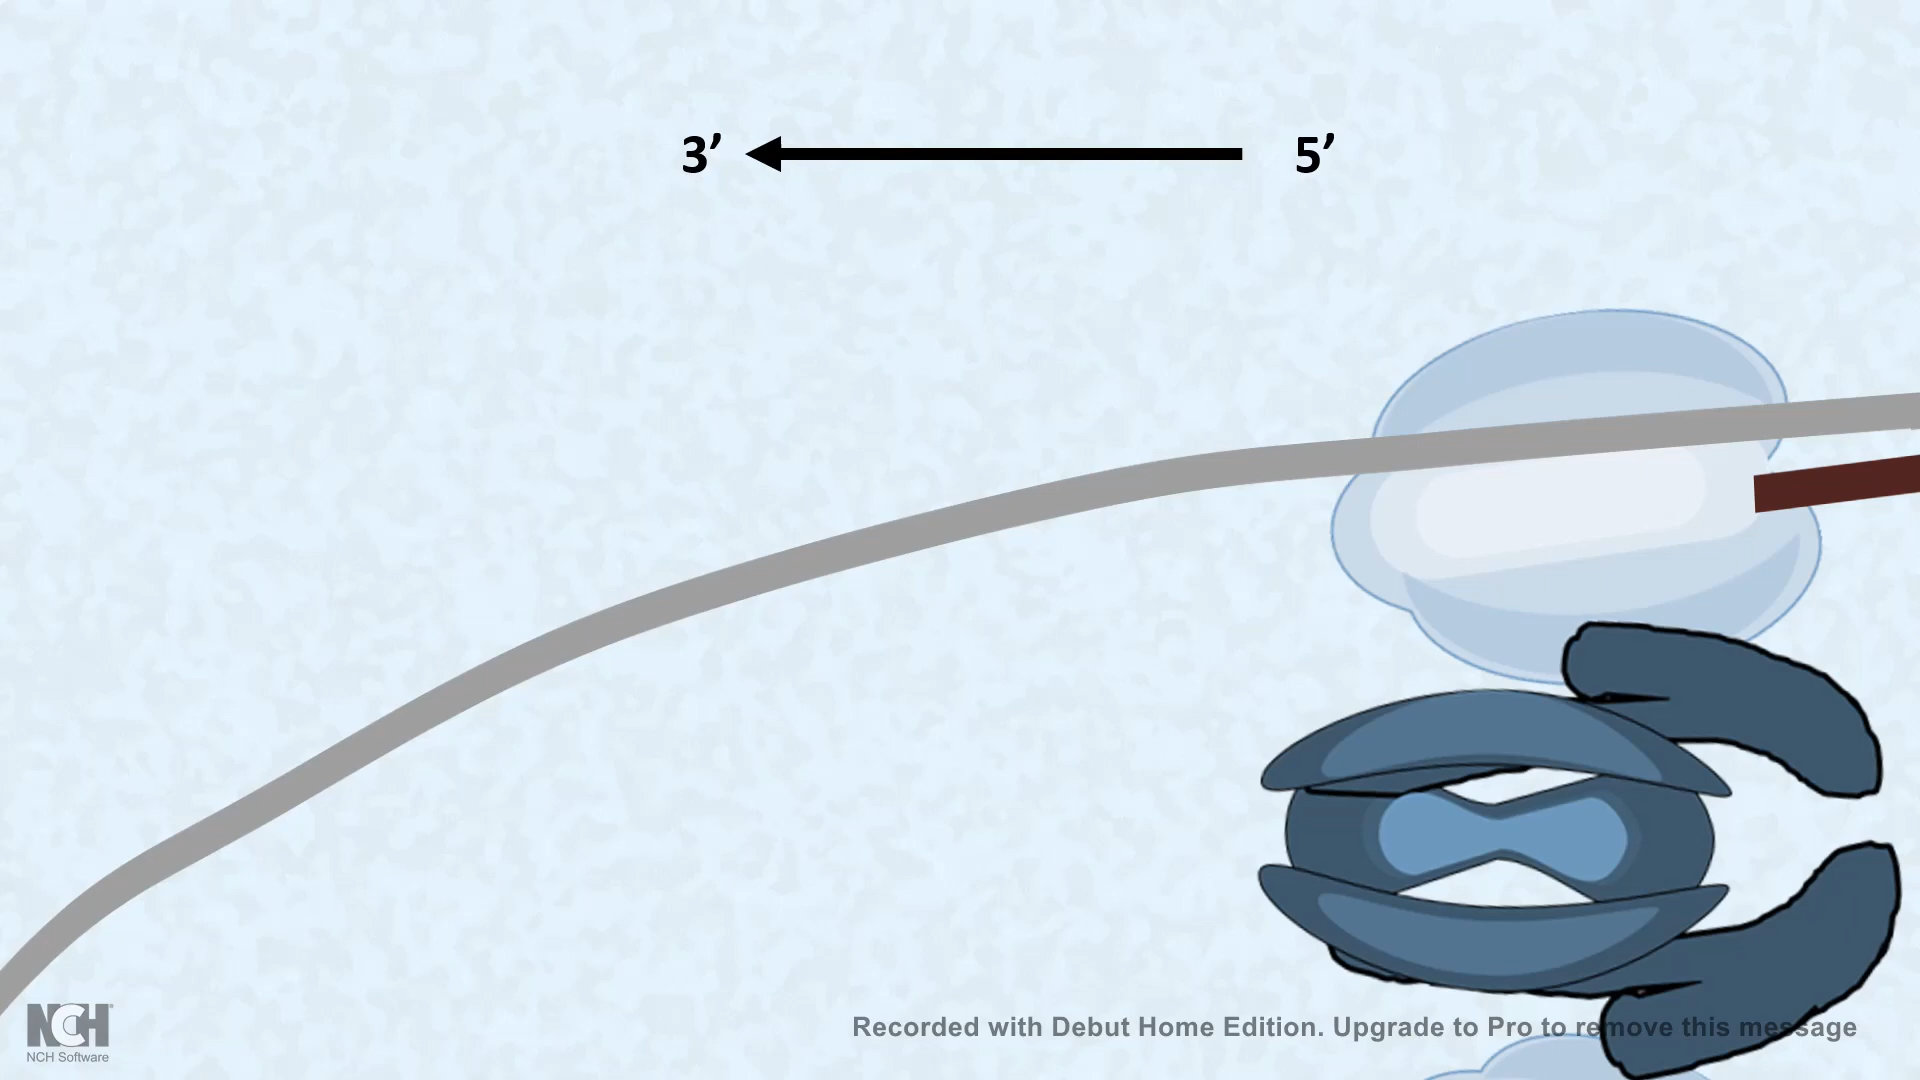 3’ 5’
NCH
NCH Software
Recorded with Debut Home Edition. Upgrade to Pro to remove this message